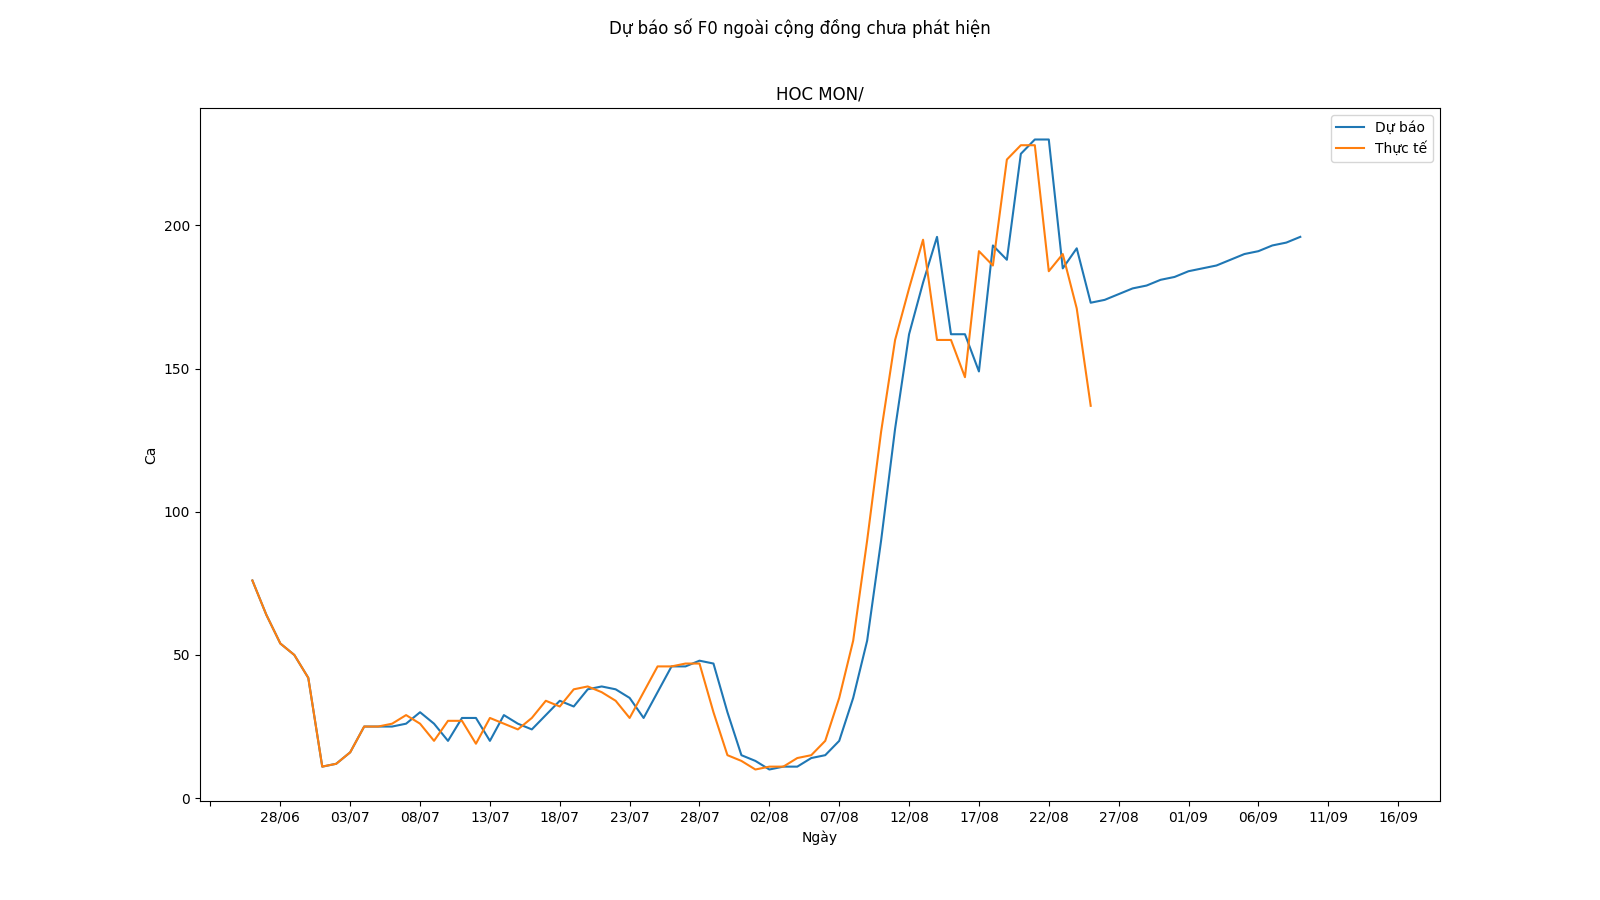 Dự báo số F0 ngoài cộng đồng chưa phát hiện
HOC MON/
Dự báo
Thực tế
200
150
100
50
0
Ca
28/06 03/07 08/07 13/07 18/07 23/07 28/07 02/08 07/08 12/08 17/08 22/08 27/08 01/09 06/09 11/09 16/09
Ngày